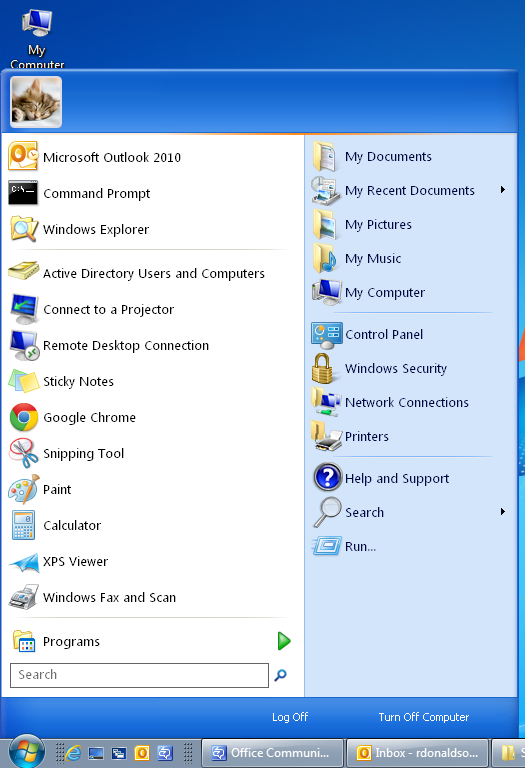 My
Computer
Microsoft Outlook 2010
Command Prompt
Windows Explorer
Active Directory Users and Computers
Connect to a Projector
Remote Desktop Connection
Sticky Notes
Google Chrome
Snipping Tool
Paint
Calculator
XPS Viewer
Windows Fax and Scan
Programs
Search
My Documents
My Recent Documents
My Pictures
My Music
My Computer
Control Panel
Windows Security
Network Connections
Printers
Help and Support
Search
Run...
Log Off
Turn Off Computer
Office Communi...
Inbox - rdonaldso...
S